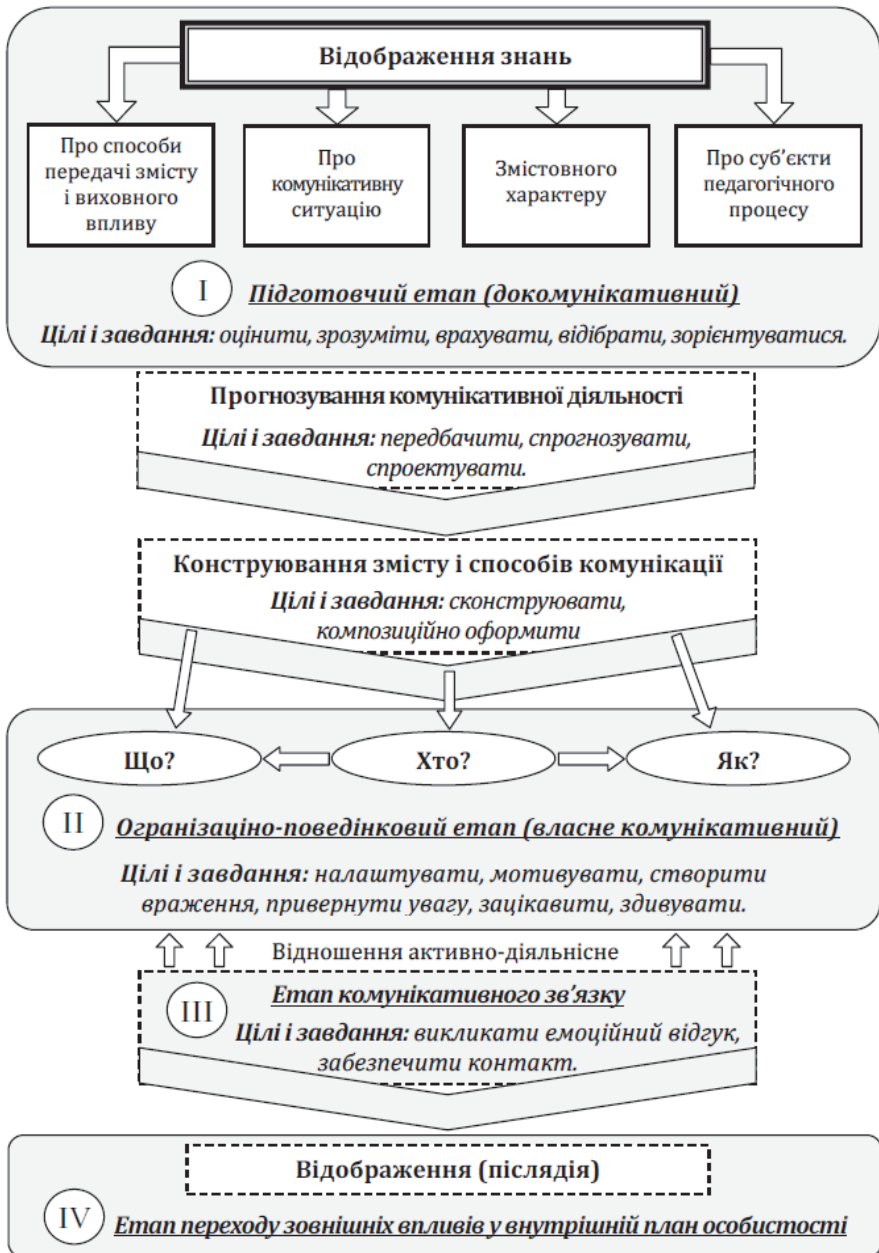 Відображення знань
Про способи
передачі змісту
і виховного
впливу
Про
комунікативну
ситуацію
Змістовного
характеру
Про суб’єкти
педагогічного
процесу
I Підготовчий етап (докомунікативний)
Цілі і завдання: оцінити, зрозуміти, врахувати, відібрати, зорієнтуватися.
Прогнозування комунікативної діяльності
Цілі і завдання: передбачити, спрогнозувати,
спроектувати.
Конструювання змісту і способів комунікації
Цілі і завдання: сконструювати,
композиційно оформити
Що?
Хто?
Як?
II Огранізаціно-поведінковий етап (власне комунікативний)
Цілі і завдання: налаштувати, мотивувати, створити
враження, привернути увагу, зацікавити, здивувати.
Відношення активно-діяльнісне
III Етап комунікативного зв’язку
Цілі і завдання: викликати емоційний відгук,
забезпечити контакт.
Відображення (післядія)
IV Етап переходу зовнішніх впливів у внутрішній план особистості